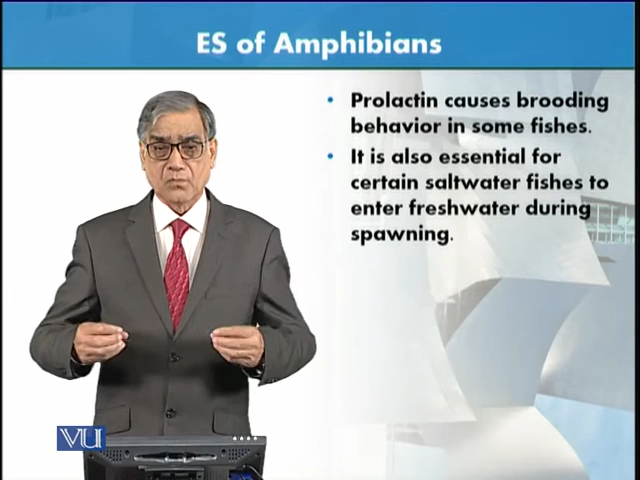 ES of Amphibians
• Prolactin causes brooding
behavior in some fishes.
• It is also essential for
certain saltwater fishes to
enter freshwater during
spawning.
VU